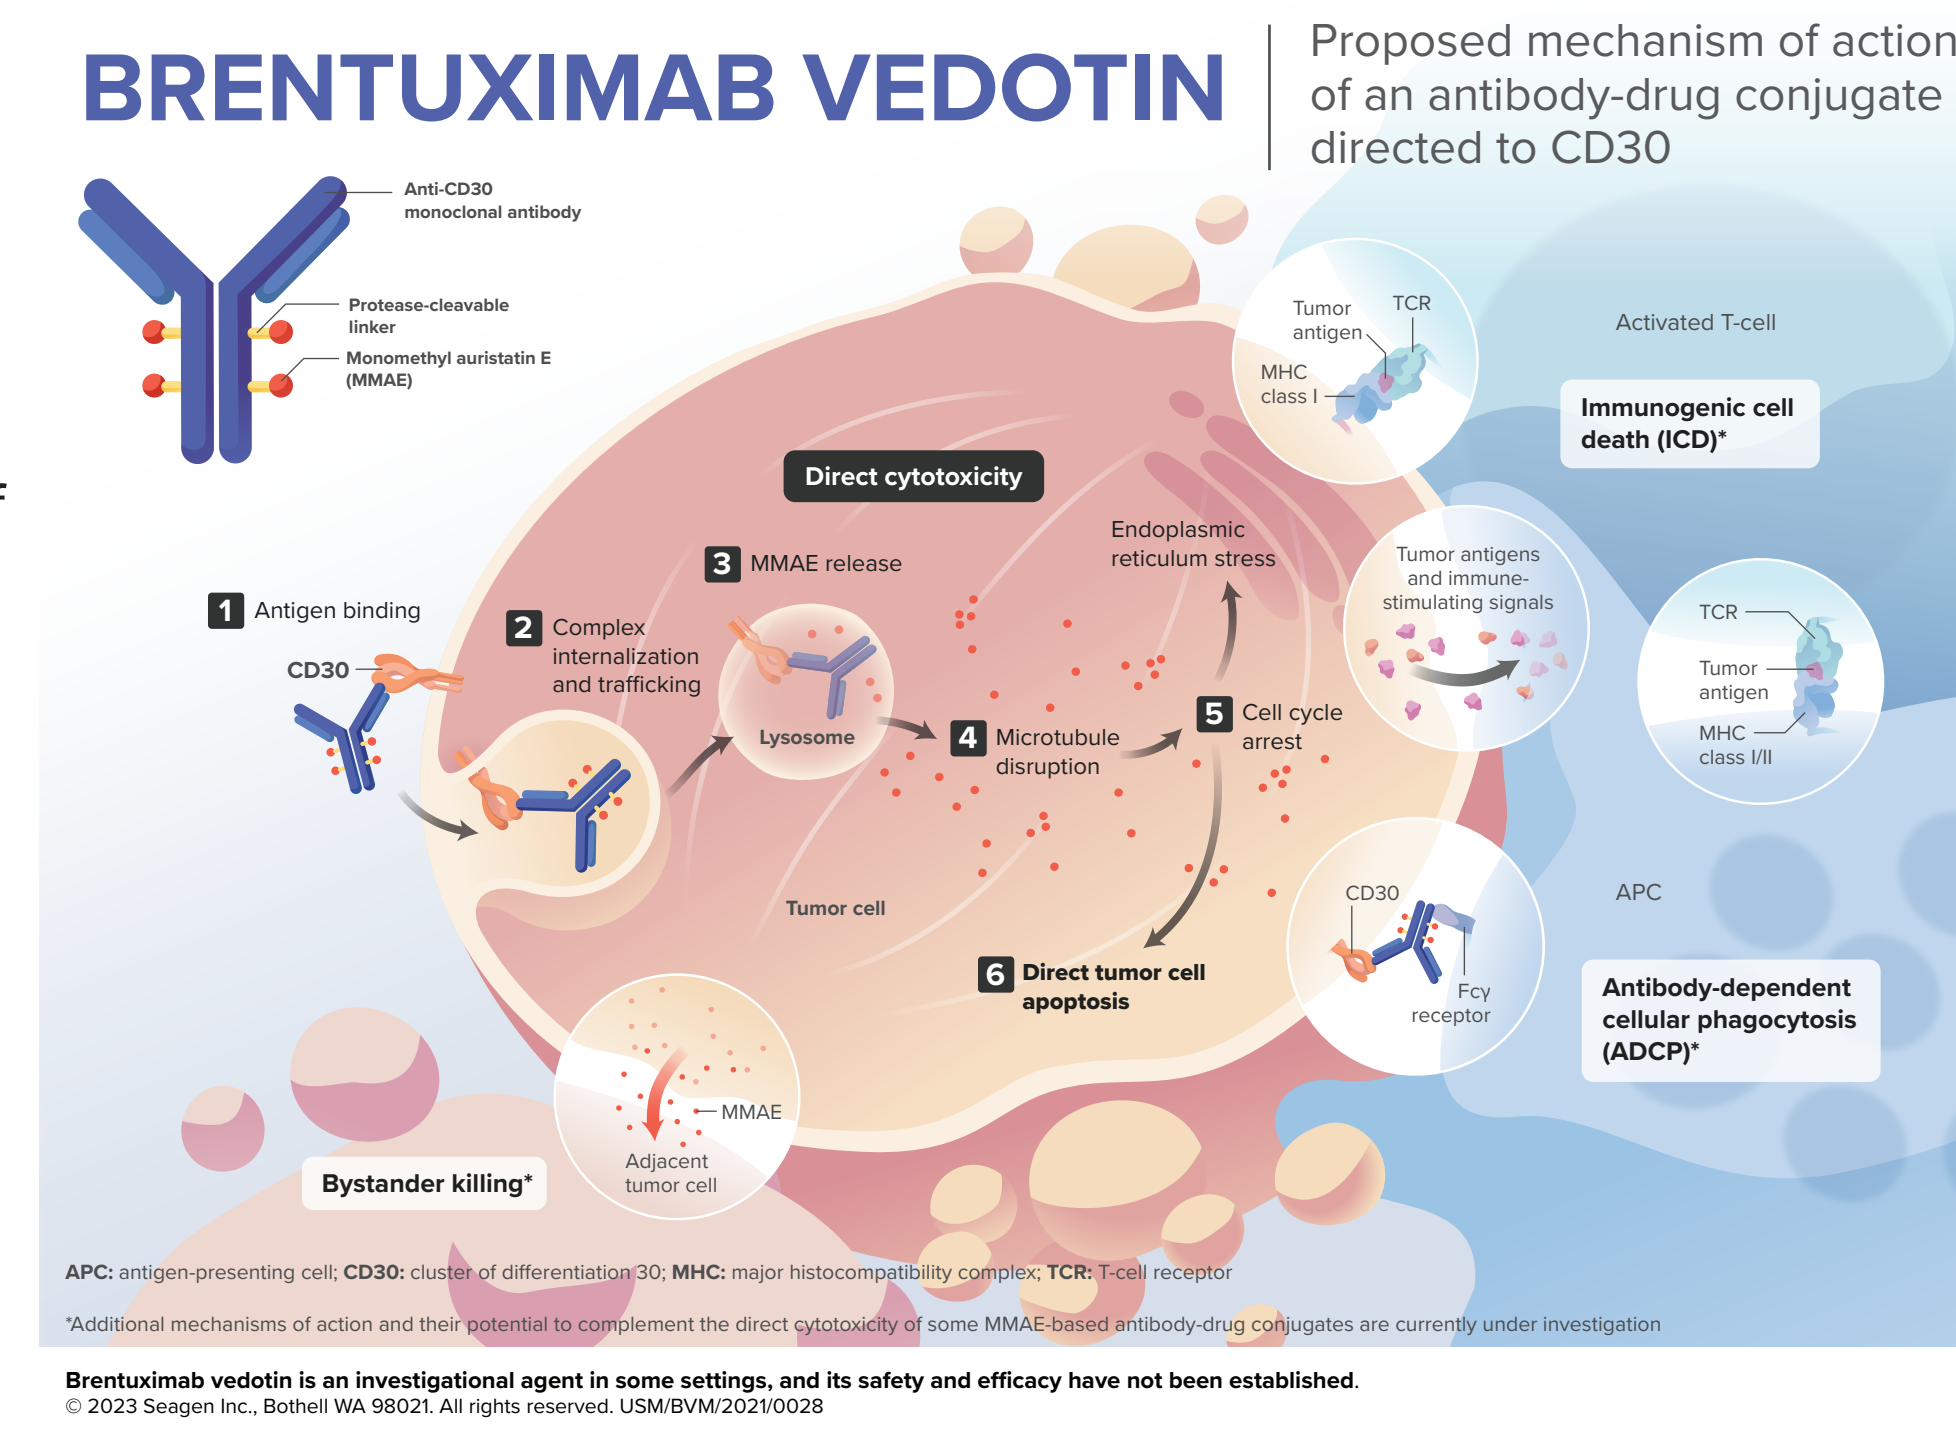 BRENTUXIMAB VEDOTIN
Proposed mechanism of action
of an antibody-drug conjugate
directed to CD30
Anti-CD30
monoclonal antibody
Protease-cleavable
linker
Monomethyl auristatin E
(MMAE)
Direct cytotoxicity
1 Antigen binding
CD30
2 Complex
internalization
and trafficking
3 MMAE release
Lysosome
4 Microtubule
disruption
5 Cell cycle
arrest
Endoplasmic
reticulum stress
6 Direct tumor cell
apoptosis
Tumor cell
Tumor
antigen
TCR
MHC
class I
Activated T-cell
Immunogenic cell
death (ICD)*
Tumor antigens
and immune-
stimulating signals
TCR
Tumor
antigen
MHC
class I/II
CD30
Fcγ
receptor
APC
Antibody-dependent
cellular phagocytosis
(ADCP)*
MMAE
Adjacent
tumor cell
Bystander killing*
APC: antigen-presenting cell; CD30: cluster of differentiation 30; MHC: major histocompatibility complex; TCR: T-cell receptor
*Additional mechanisms of action and their potential to complement the direct cytotoxicity of some MMAE-based antibody-drug conjugates are currently under investigation
Brentuximab vedotin is an investigational agent in some settings, and its safety and efficacy have not been established.
© 2023 Seagen Inc., Bothell WA 98021. All rights reserved. USM/BVM/2021/0028